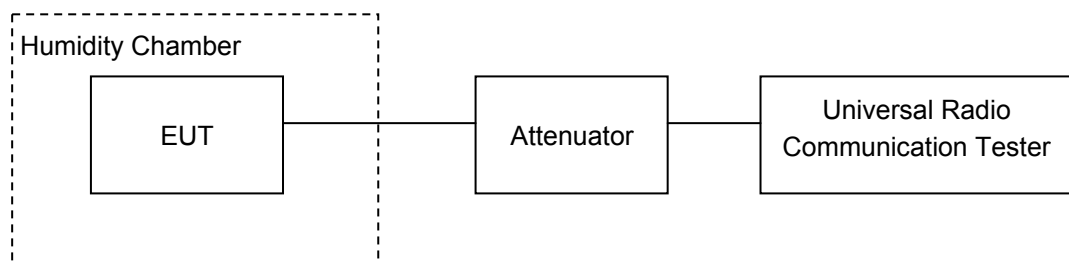 Humidity Chamber
EUT
Attenuator
Universal Radio
Communication Tester